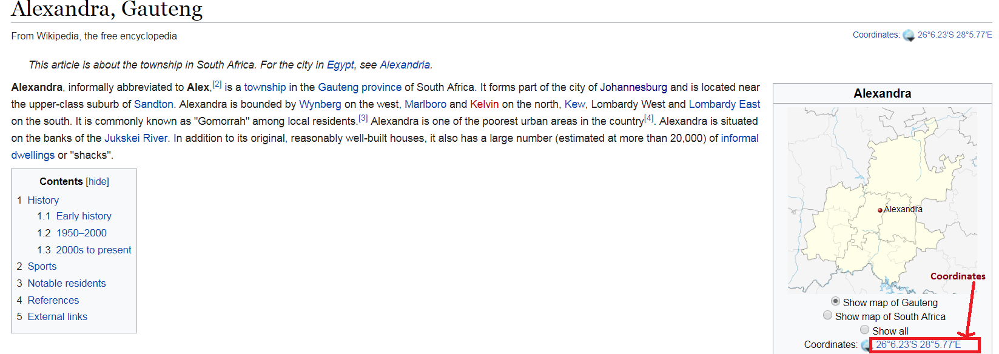 Alexandra, Gauteng
From Wikipedia, the free encyclopedia
Coordinates: 26°6.23′S 28°5.77′E
This article is about the township in South Africa. For the city in Egypt, see Alexandria.
Alexandra, informally abbreviated to Alex,[2] is a township in the Gauteng province of South Africa. It forms part of the city of Johannesburg and is located near
the upper-class suburb of Sandton. Alexandra is bounded by Wynberg on the west, Marlboro and Kelvin on the north, Kew, Lombardy West and Lombardy East
on the south. It is commonly known as "Gomorrah" among local residents.[3] Alexandra is one of the poorest urban areas in the country[4]. Alexandra is situated
on the banks of the Jukskei River. In addition to its original, reasonably well-built houses, it also has a large number (estimated at more than 20,000) of informal
dwellings or "shacks".
Contents [hide]
1 History
1.1 Early history
1.2 1950–2000
1.3 2000s to present
2 Sports
3 Notable residents
4 References
5 External links
Alexandra
Alexandra
Coordinates
Show map of Gauteng
Show map of South Africa
Show all
Coordinates: 26°6.23′S 28°5.77′E